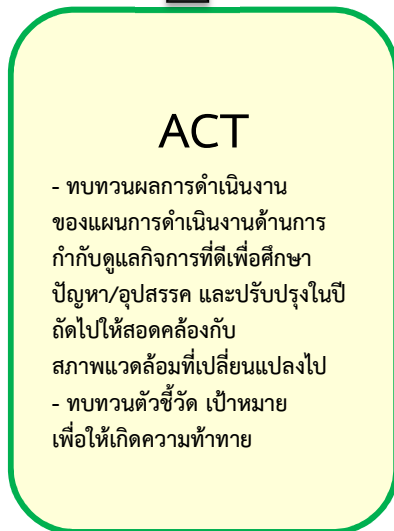 ACT
- ทบทวนผลการดำเนินงาน
ของแผนการดำเนินงานด้านการ
กำกับดูแลกิจการที่ดีเพื่อศึกษา
ปัญหา/อุปสรรค และปรับปรุงในปี
ถัดไปให้สอดคล้องกับ
สภาพแวดล้อมที่เปลี่ยนแปลงไป
- ทบทวนตัวชี้วัด เป้าหมาย
เพื่อให้เกิดความท้าทาย